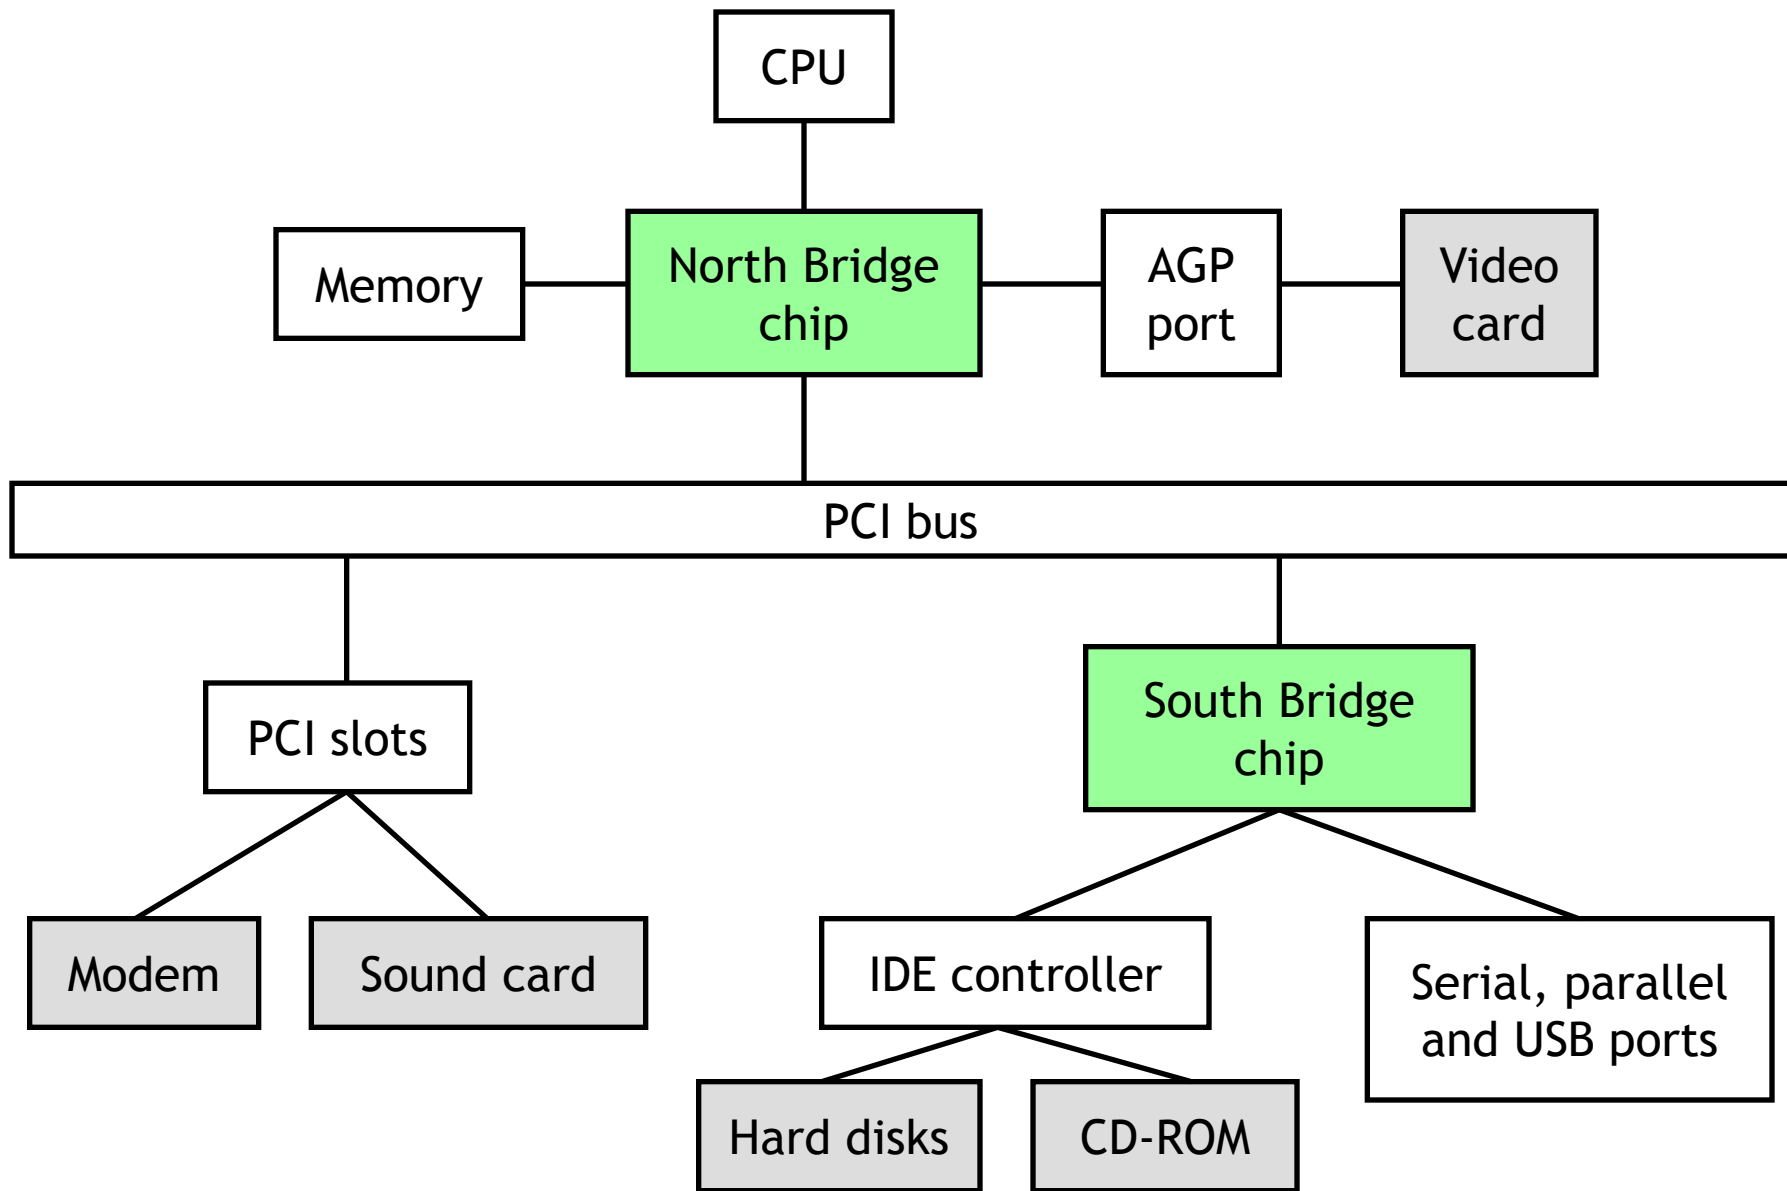 CPU
Memory
North Bridge
chip
AGP
port
Video
card
PCI bus
PCI slots
South Bridge
chip
Modem
Sound card
IDE controller
Serial, parallel
and USB ports
Hard disks
CD-ROM